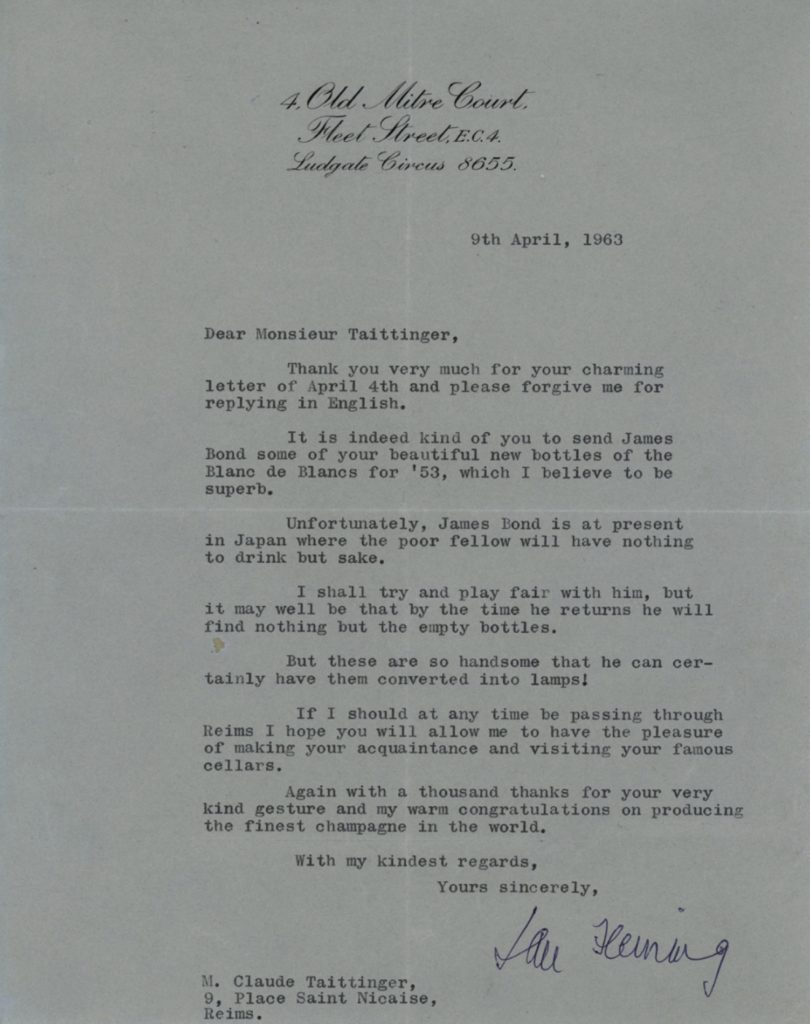 4, Old Mitre Court,
Fleet Street, E.C.4.
Ludgate Circus 8655.
9th April, 1963
Dear Monsieur Taittinger,
Thank you very much for your charming
letter of April 4th and please forgive me for
replying in English.
It is indeed kind of you to send James
Bond some of your beautiful new bottles of the
Blanc de Blancs for '53, which I believe to be
superb.
Unfortunately, James Bond is at present
in Japan where the poor fellow will have nothing
to drink but sake.
I shall try and play fair with him, but
it may well be that by the time he returns he will
find nothing but the empty bottles.
But these are so handsome that he can cer-
tainly have them converted into lamps!
If I should at any time be passing through
Reims I hope you will allow me to have the pleasure
of making your acquaintance and visiting your famous
cellars.
Again with a thousand thanks for your very
kind gesture and my warm congratulations on producing
the finest champagne in the world.
With my kindest regards,
Yours sincerely,
Ian Fleming
M. Claude Taittinger,
9, Place Saint Nicaise,
Reims.